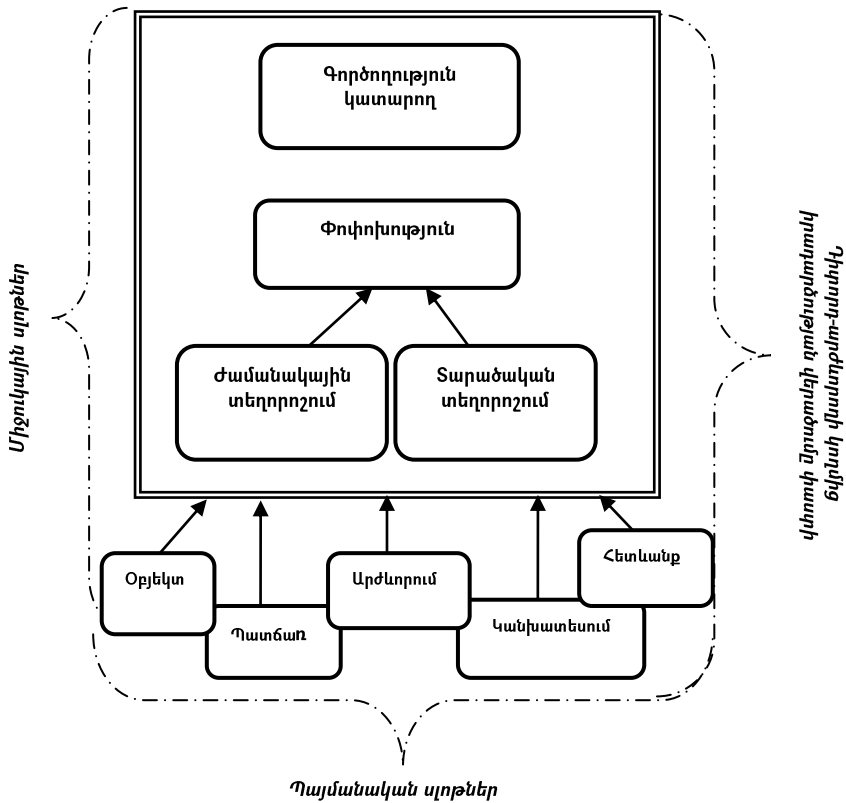 Գործողություն
կատարող
Փոփոխություն
Ժամանակային
տեղորոշում
Տարածական
տեղորոշում
Օբյեկտ
Պատճառ
Արժևորում
Կանխատեսում
Հետևանք
Միջուկային սլոթներ
Պայմանական սլոթներ